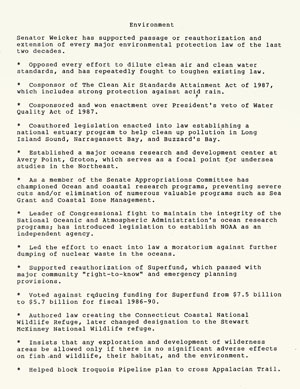 Environment
Senator Weicker has supported passage or reauthorization and
extension of every major environmental protection law of the last
two decades.
* Opposed every effort to dilute clean air and clean water
standards, and has repeatedly fought to toughen existing law.
* Cosponsor of The Clean Air Standards Attainment Act of 1987,
which includes strong protection against acid rain.
* Cosponsored and won enactment over President's veto of Water
Quality Act of 1987.
* Coauthored legislation enacted into law establishing a
national estuary program to help clean up pollution in Long
Island Sound, Narragansett Bay, and Buzzard's Bay.
* Established a major oceans research and development center at
Avery Point, Groton, which serves as a focal point for undersea
studies in the Northeast.
* As a member of the Senate Appropriations Committee has
championed Ocean and coastal research programs, preventing severe
cuts and/or elimination of numerous valuable programs such as Sea
Grant and Coastal Zone Management.
* Leader of Congressional fight to maintain the integrity of the
National Oceanic and Atmospheric Administration's ocean research
programs; has introduced legislation to establish NOAA as an
independent agency.
* Led the effort to enact into law a moratorium against further
dumping of nuclear waste in the oceans.
* Supported reauthorization of Superfund, which passed with
major community "right-to-know" and emergency planning
provisions.
* Voted against reducing funding for Superfund from $7.5 billion
to $5.7 billion for fiscal 1986-90.
* Authored law creating the Connecticut Coastal National
Wildlife Refuge, later changed designation to the Stewart
McKinney National Wildlife refuge.
* Insists that any exploration and development of wilderness
areas be allowed only if there is no significant adverse effects
on fish and wildlife, their habitat, and the environment.
* Helped block Iroquois Pipeline plan to cross Appalacian Trail.